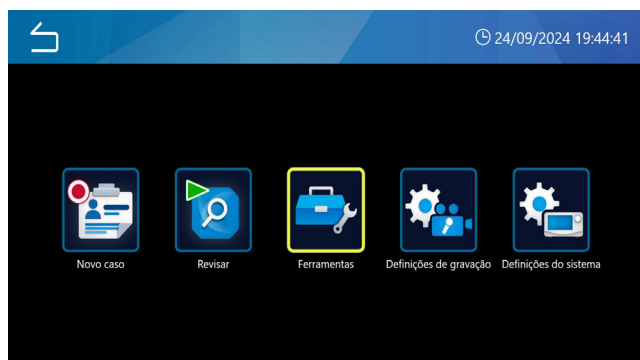 24/09/2024 19:44:41
Novo caso
Revisar
Ferramentas
Definições de gravação
Definições do sistema